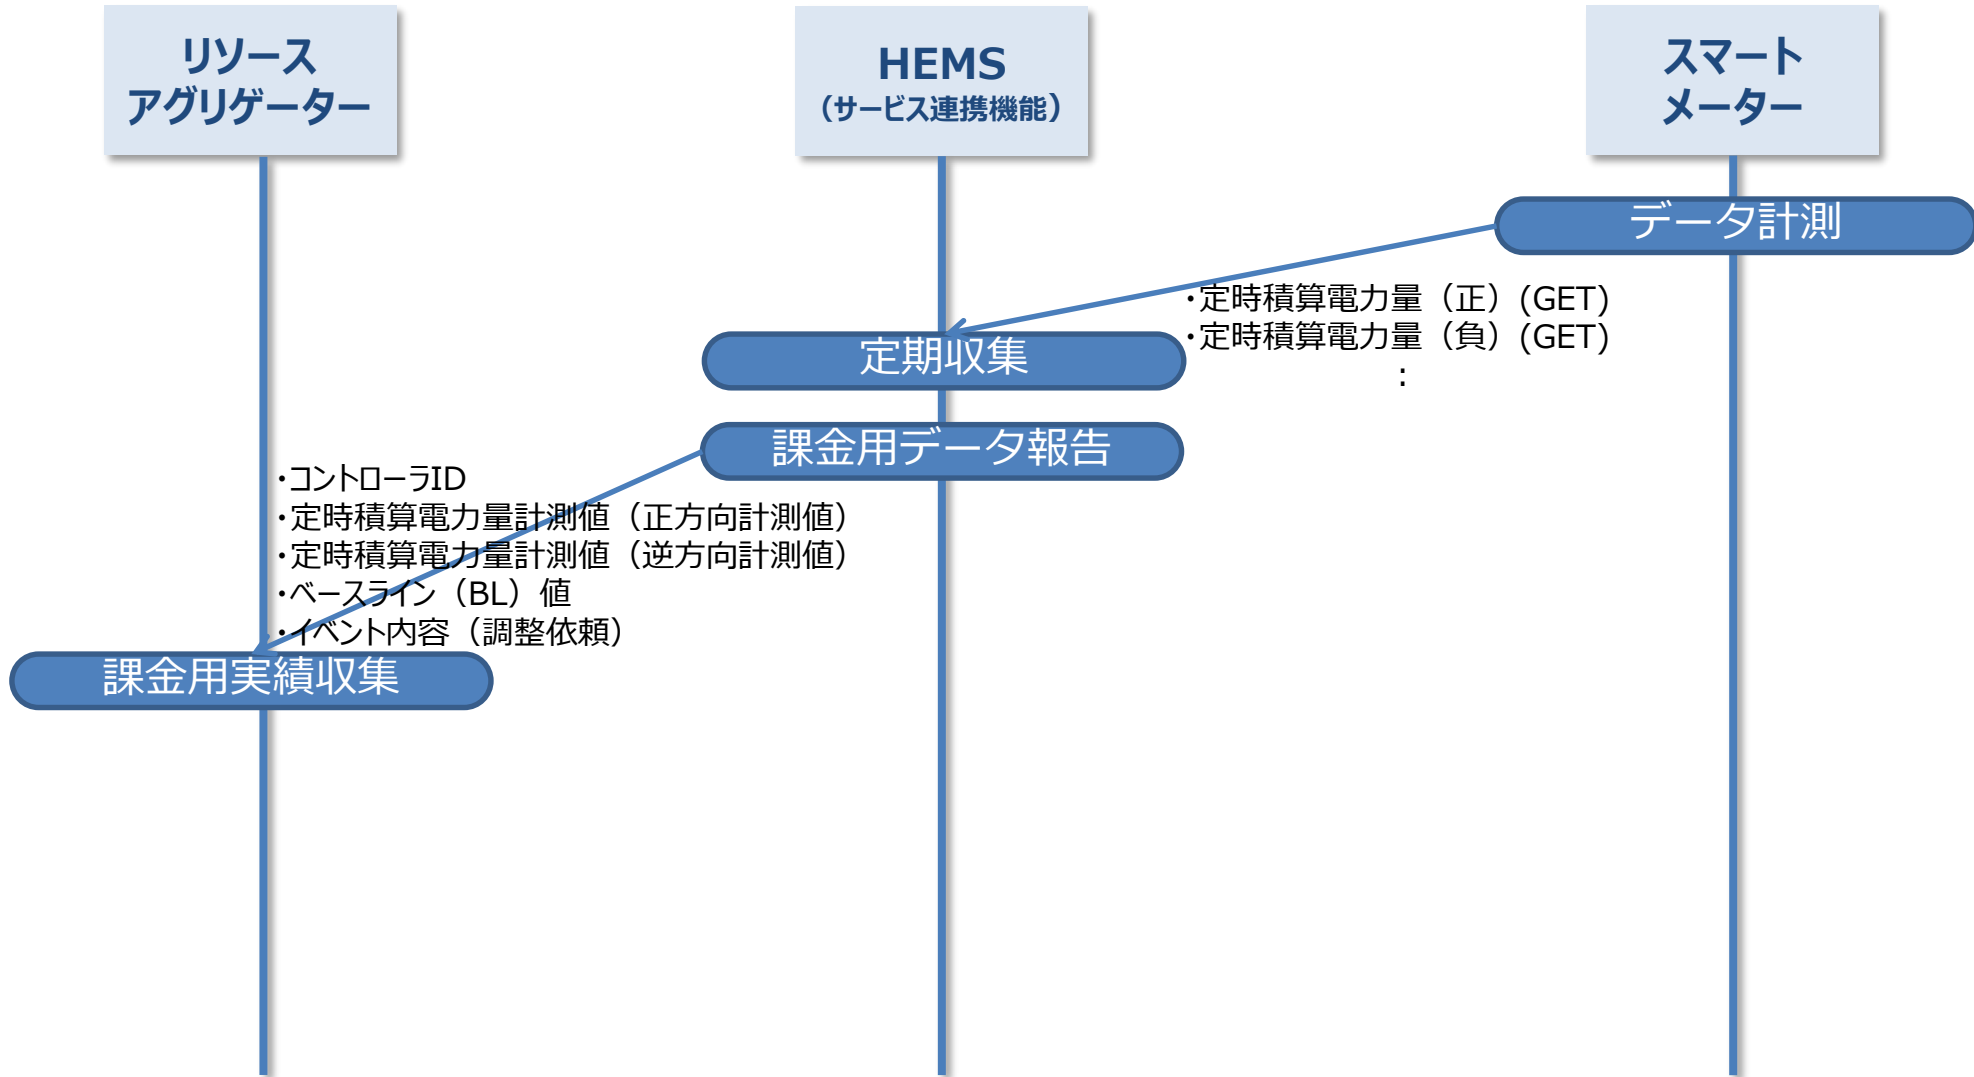 リソース
アグリゲーター
HEMS
（サービス連携機能）
スマート
メーター
データ計測
・定時積算電力量（正）(GET)
・定時積算電力量（負）(GET)
：
定期収集
課金用データ報告
・コントローラID
・定時積算電力量計測値（正方向計測値）
・定時積算電力量計測値（逆方向計測値）
・ベースライン（BL）値
・イベント内容（調整依頼）
課金用実績収集